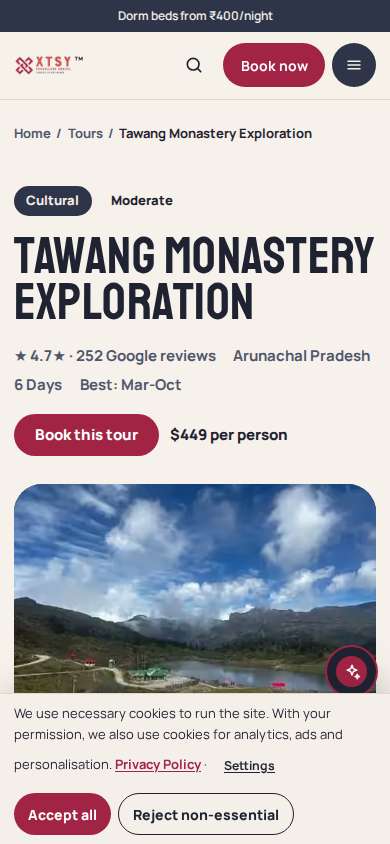 Dorm beds from ₹400/night
XTSY™
Book now
Home / Tours / Tawang Monastery Exploration
Cultural Moderate
TAWANG MONASTERY
EXPLORATION
★ 4.7★ · 252 Google reviews Arunachal Pradesh
6 Days Best: Mar-Oct
Book this tour $449 per person
We use necessary cookies to run the site. With your
permission, we also use cookies for analytics, ads and
personalisation. Privacy Policy · Settings
Accept all Reject non-essential